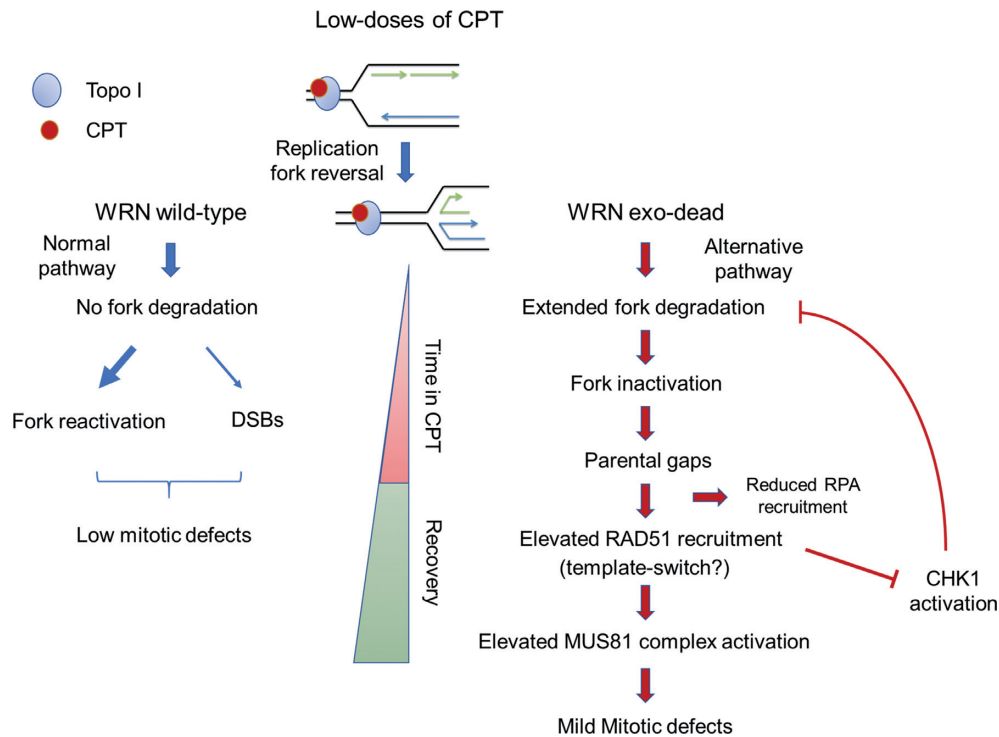 Low-doses of CPT
Topo I
CPT
Replication
fork reversal
WRN wild-type
Normal
pathway
No fork degradation
Fork reactivation
DSBs
Low mitotic defects
Time in CPT
Recovery
WRN exo-dead
Alternative
pathway
Extended fork degradation
Fork inactivation
Parental gaps
Reduced RPA
recruitment
Elevated RAD51 recruitment
(template-switch?)
CHK1
activation
Elevated MUS81 complex activation
Mild Mitotic defects